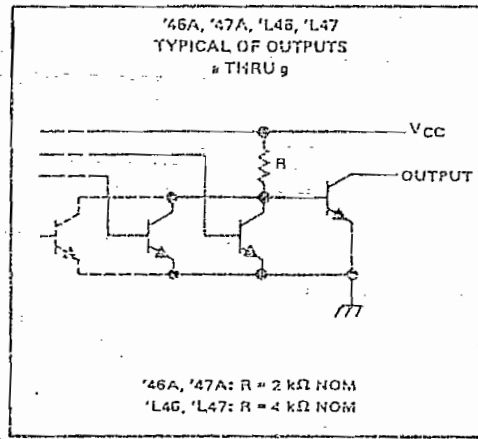 '46A, '47A, 'L46, 'L47
TYPICAL OF OUTPUTS
a THRU g
VCC
R
OUTPUT
'46A, '47A: R = 2 kΩ NOM
'L46, 'L47: R = 4 kΩ NOM